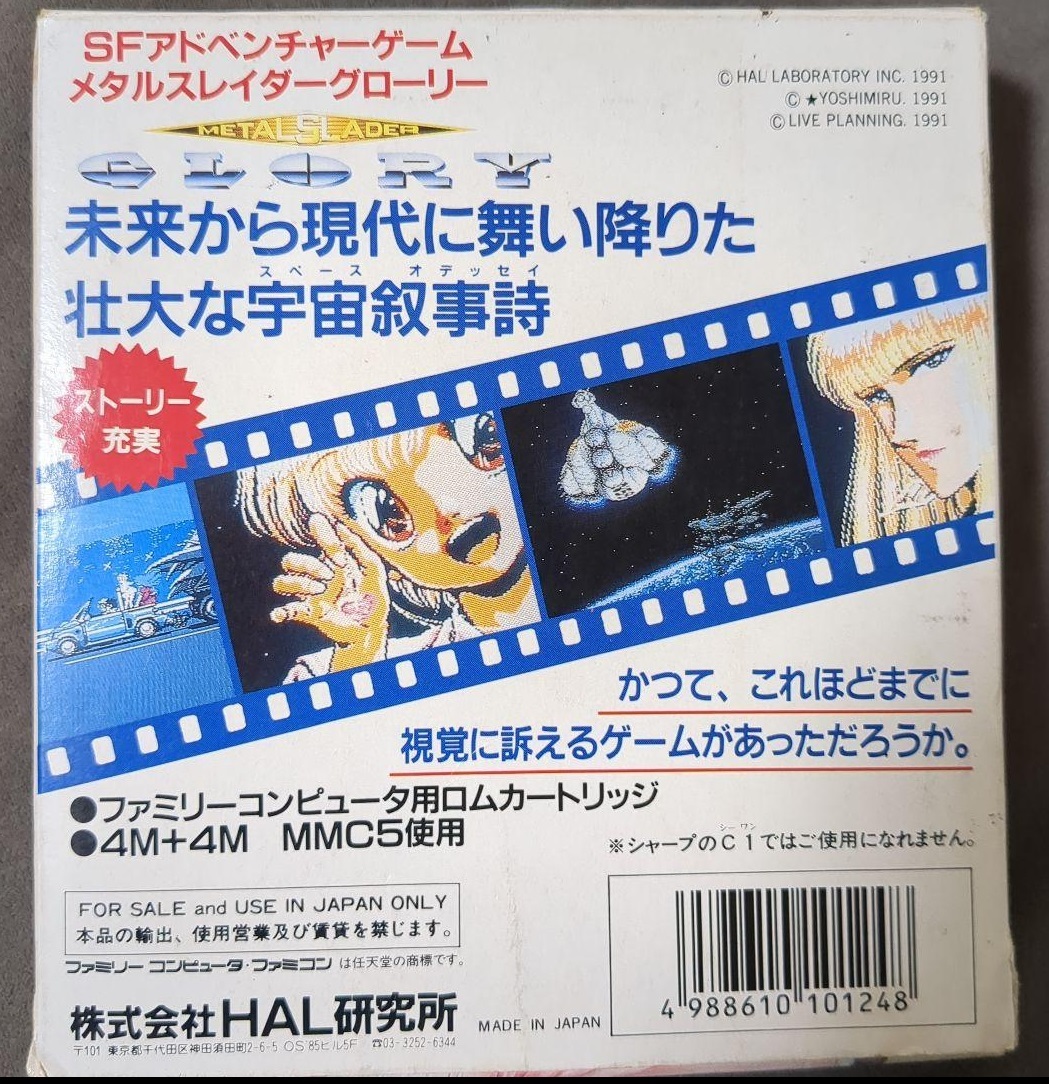 SFアドベンチャーゲーム
メタルスレイダーグローリー
METAL SLADER
GLORY
© HAL LABORATORY INC. 1991
© ★YOSHIMIRU. 1991
© LIVE PLANNING. 1991
未来から現代に舞い降りた
スペース オデッセイ
壮大な宇宙叙事詩
ストーリー
充実
かつて、これほどまでに
視覚に訴えるゲームがあっただろうか。
●ファミリーコンピュータ用ロムカートリッジ
●4M+4M MMC5使用
シーワン
※シャープのC1ではご使用になれません。
FOR SALE and USE IN JAPAN ONLY
本品の輸出、使用営業及び賃貸を禁じます。
ファミリーコンピュータ・ファミコン は任天堂の商標です。
株式会社HAL研究所
〒101 東京都千代田区神田須田町2-6-5 OS'85ビル5F ☎03-3252-6344
MADE IN JAPAN
4 988610 101248